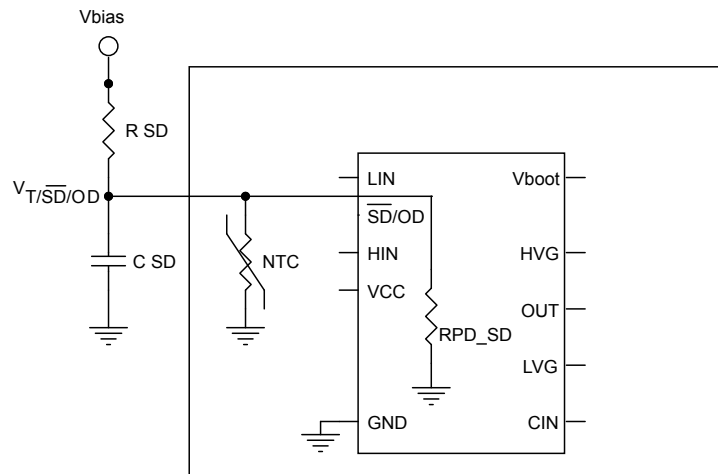 Vbias
R SD
VT/SD/OD
C SD
NTC
LIN
SD/OD
HIN
VCC
GND
RPD_SD
Vboot
HVG
OUT
LVG
CIN